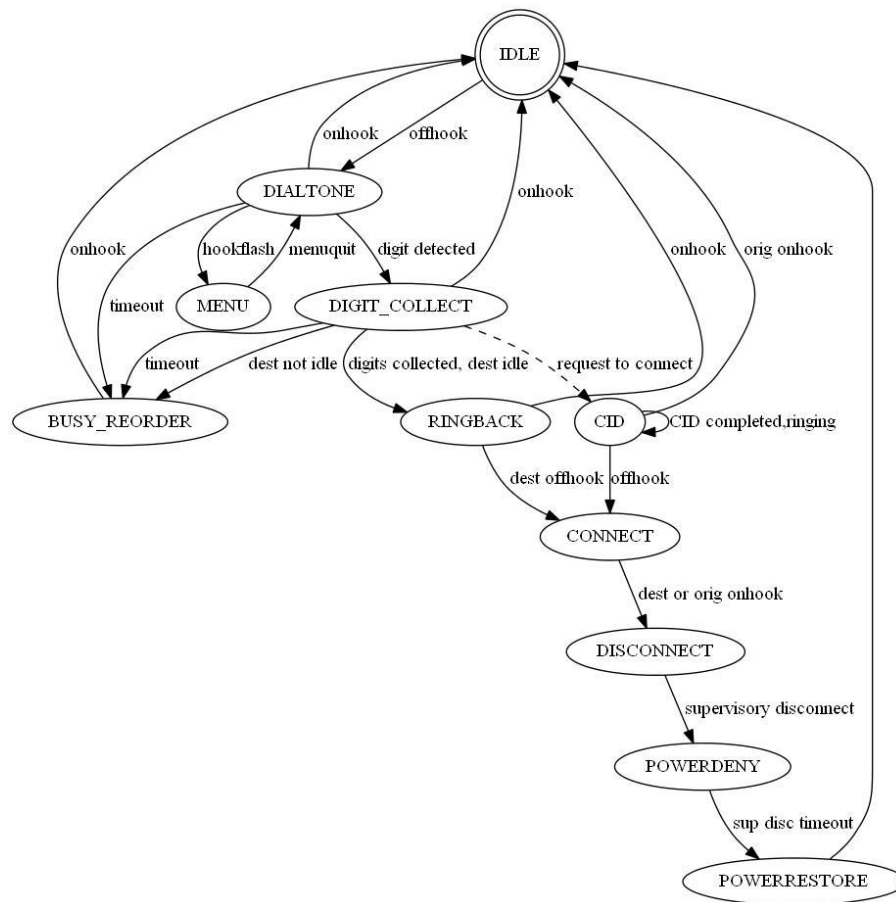 IDLE
onhook
offhook
DIALTONE
onhook
onhook
onhook
orig onhook
hookflash
menuquit
digit detected
timeout
MENU
DIGIT_COLLECT
timeout
dest not idle
digits collected, dest idle
request to connect
BUSY_REORDER
RINGBACK
CID
CID completed,ringing
dest offhook
offhook
CONNECT
dest or orig onhook
DISCONNECT
supervisory disconnect
POWERDENY
sup disc timeout
POWERRESTORE